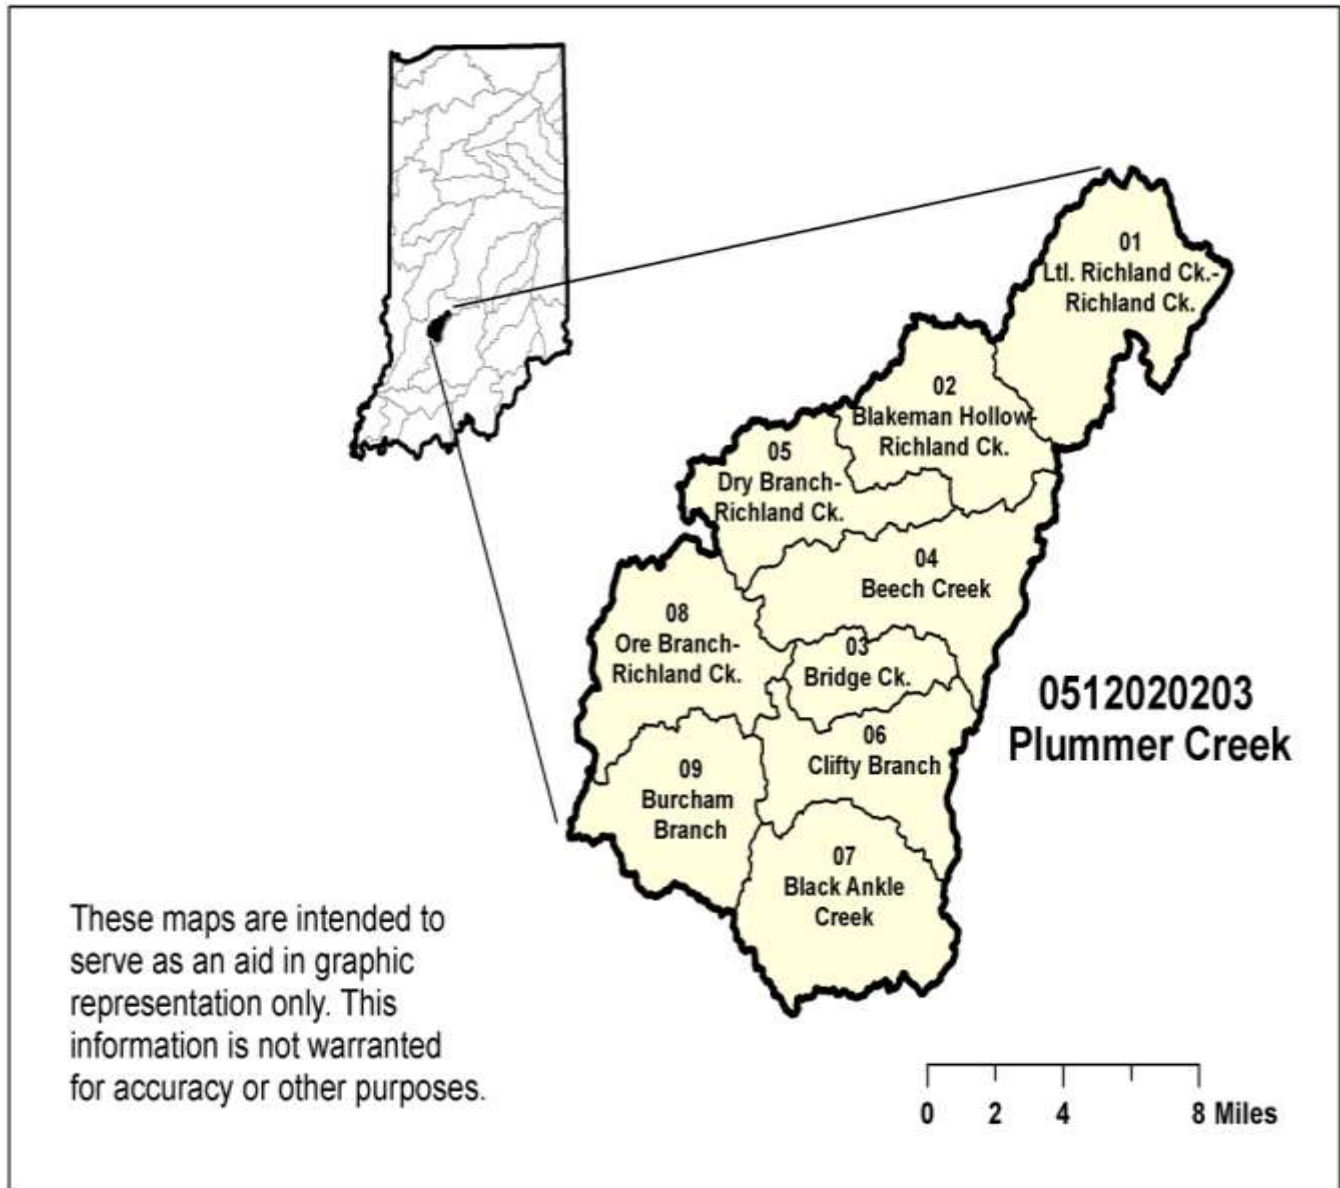 01
Ltl. Richland Ck.-
Richland Ck.
02
Blakeman Hollow-
Richland Ck.
05
Dry Branch-
Richland Ck.
04
Beech Creek
08
Ore Branch-
Richland Ck.
03
Bridge Ck.
0512020203
Plummer Creek
06
Clifty Branch
09
Burcham
Branch
07
Black Ankle
Creek
These maps are intended to
serve as an aid in graphic
representation only. This
information is not warranted
for accuracy or other purposes.
0 2 4 8 Miles